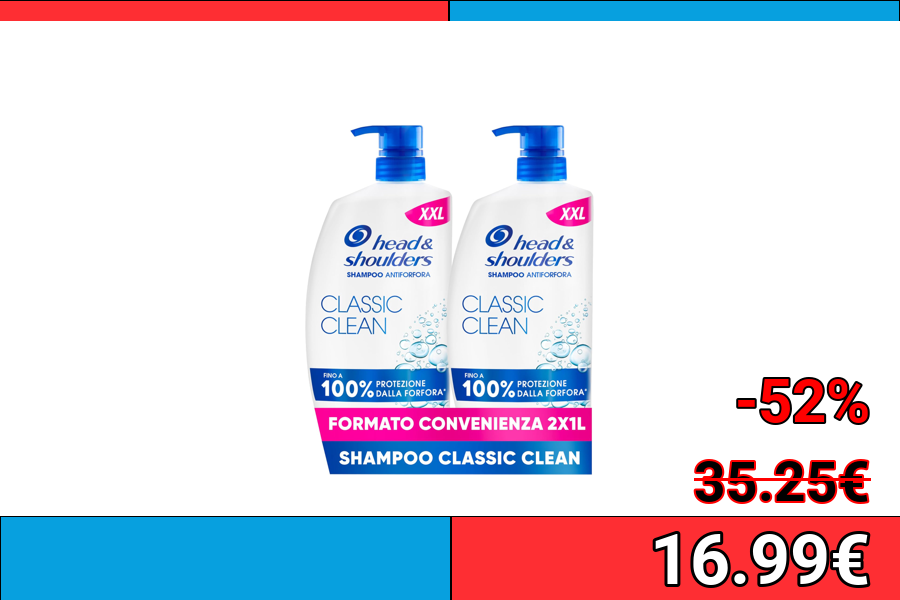 XXL
head&
shoulders
SHAMPOO ANTIFORFORA
CLASSIC
CLEAN
FINO A
100% PROTEZIONE
DALLA FORFORA*
XXL
head&
shoulders
SHAMPOO ANTIFORFORA
CLASSIC
CLEAN
FINO A
100% PROTEZIONE
DALLA FORFORA*
FORMATO CONVENIENZA 2X1L
SHAMPOO CLASSIC CLEAN
-52%
35.25€
16.99€